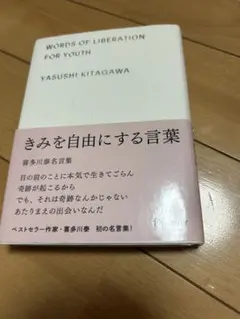 WORDS OF LIBERATION
FOR YOUTH
YASUSHI KITAGAWA
きみを自由にする言葉
喜多川泰名言集
目の前のことに本気で生きてごらん
奇跡が起こるから
でも、それは奇跡なんかじゃない
あたりまえの出会いなんだ
ベストセラー作家・喜多川泰 初の名言集!